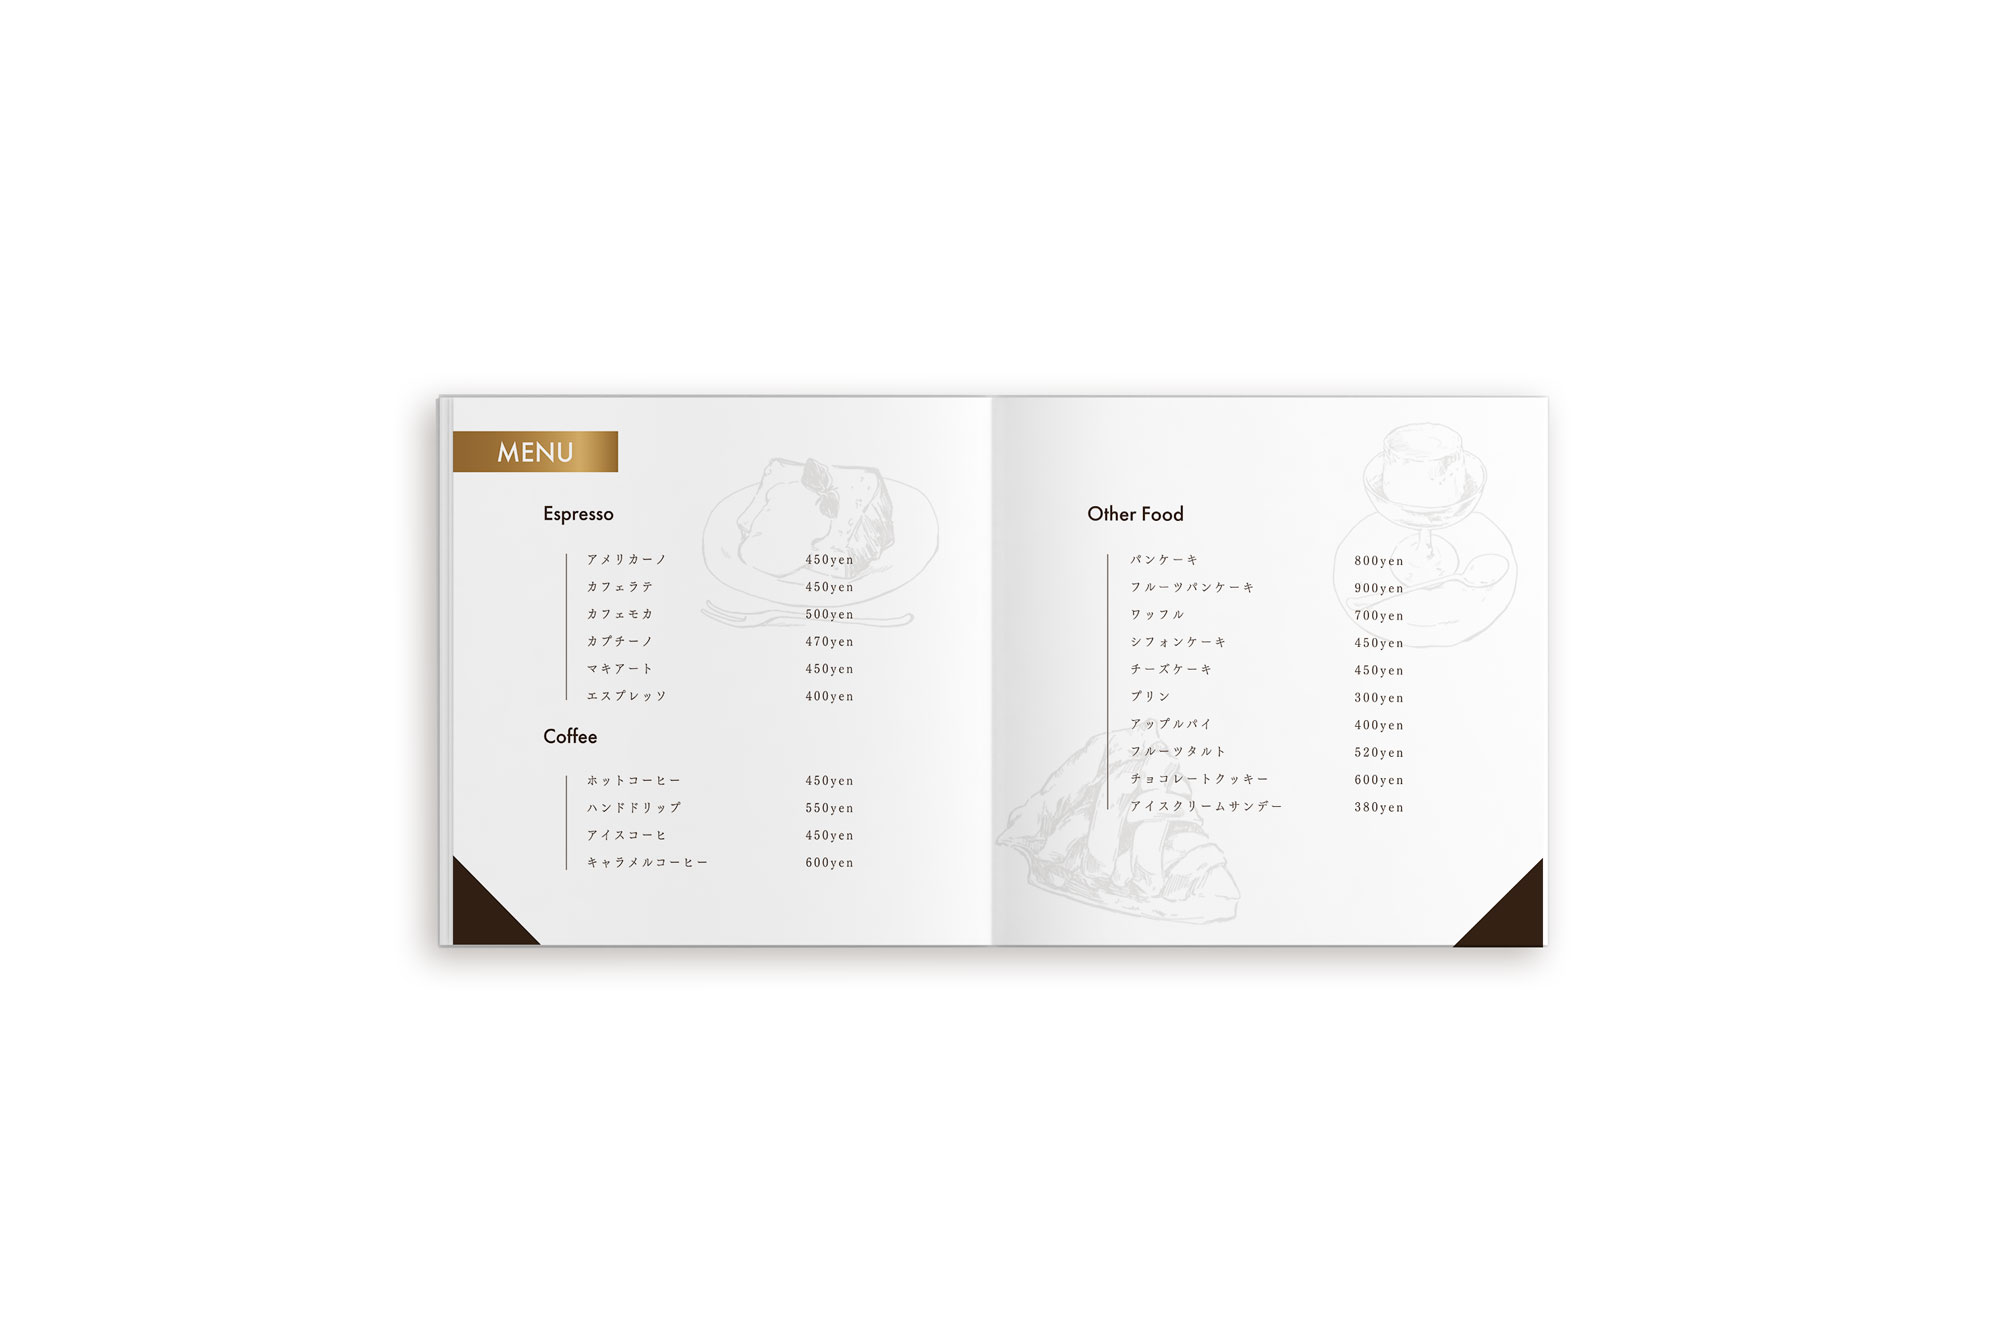 MENU
Espresso
アメリカーノ 450yen
カフェラテ 450yen
カフェモカ 500yen
カプチーノ 470yen
マキアート 450yen
エスプレッソ 400yen
Coffee
ホットコーヒー 450yen
ハンドドリップ 550yen
アイスコーヒ 450yen
キャラメルコーヒー 600yen
Other Food
パンケーキ 800yen
フルーツパンケーキ 900yen
ワッフル 700yen
シフォンケーキ 450yen
チーズケーキ 450yen
プリン 300yen
アップルパイ 400yen
フルーツタルト 520yen
チョコレートクッキー 600yen
アイスクリームサンデー 380yen